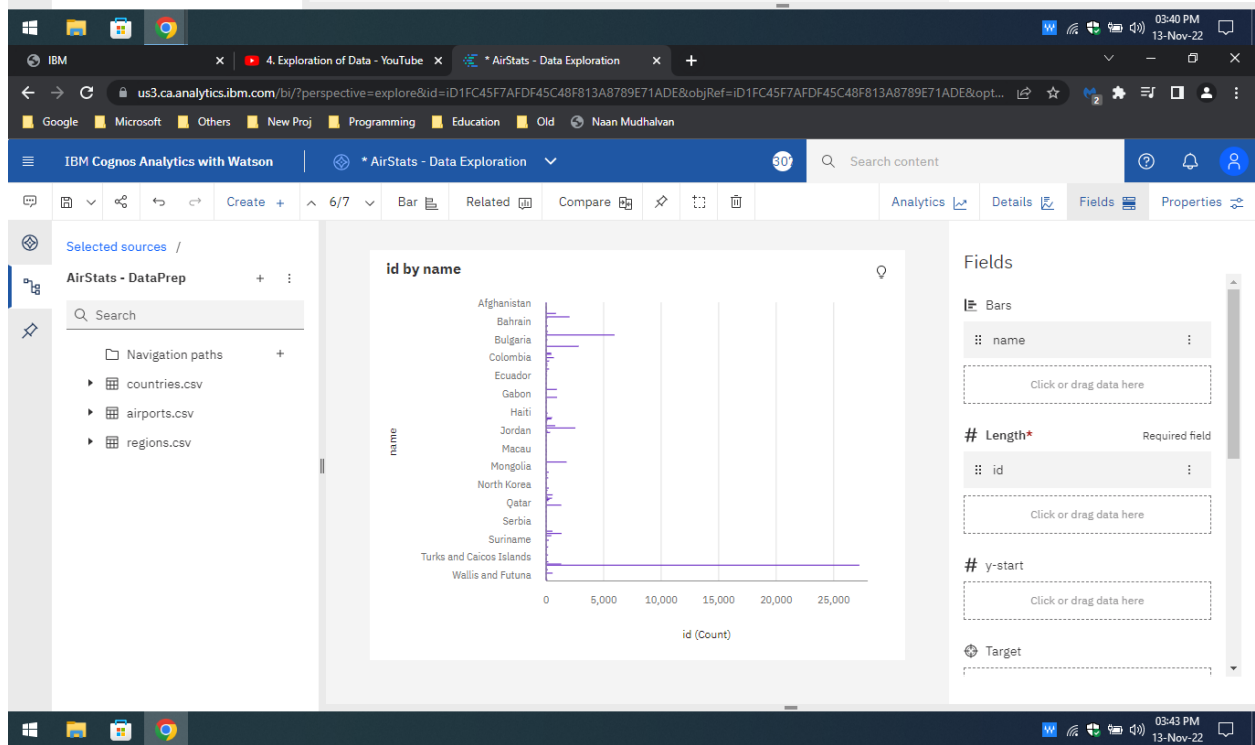 03:40 PM
13-Nov-22
IBM
4. Exploration of Data - YouTube
* AirStats - Data Exploration
us3.ca.analytics.ibm.com/bi/?perspective=explore&id=iD1FC45F7AFDF45C48F813A8789E71ADE&objRef=iD1FC45F7AFDF45C48F813A8789E71ADE&opt...
2
Google Microsoft Others New Proj Programming Education Old Naan Mudhalvan
IBM Cognos Analytics with Watson
* AirStats - Data Exploration
30?
Search content
Create + 6/7 Bar Related Compare Analytics Details Fields Properties
Selected sources /
AirStats - DataPrep
Search
Navigation paths
countries.csv
airports.csv
regions.csv
id by name
Afghanistan
Bahrain
Bulgaria
Colombia
Ecuador
Gabon
Haiti
Jordan
Macau
Mongolia
North Korea
Qatar
Serbia
Suriname
Turks and Caicos Islands
Wallis and Futuna
name
0 5,000 10,000 15,000 20,000 25,000
id (Count)
Fields
Bars
name
Click or drag data here
# Length* Required field
id
Click or drag data here
# y-start
Click or drag data here
Target
03:43 PM
13-Nov-22